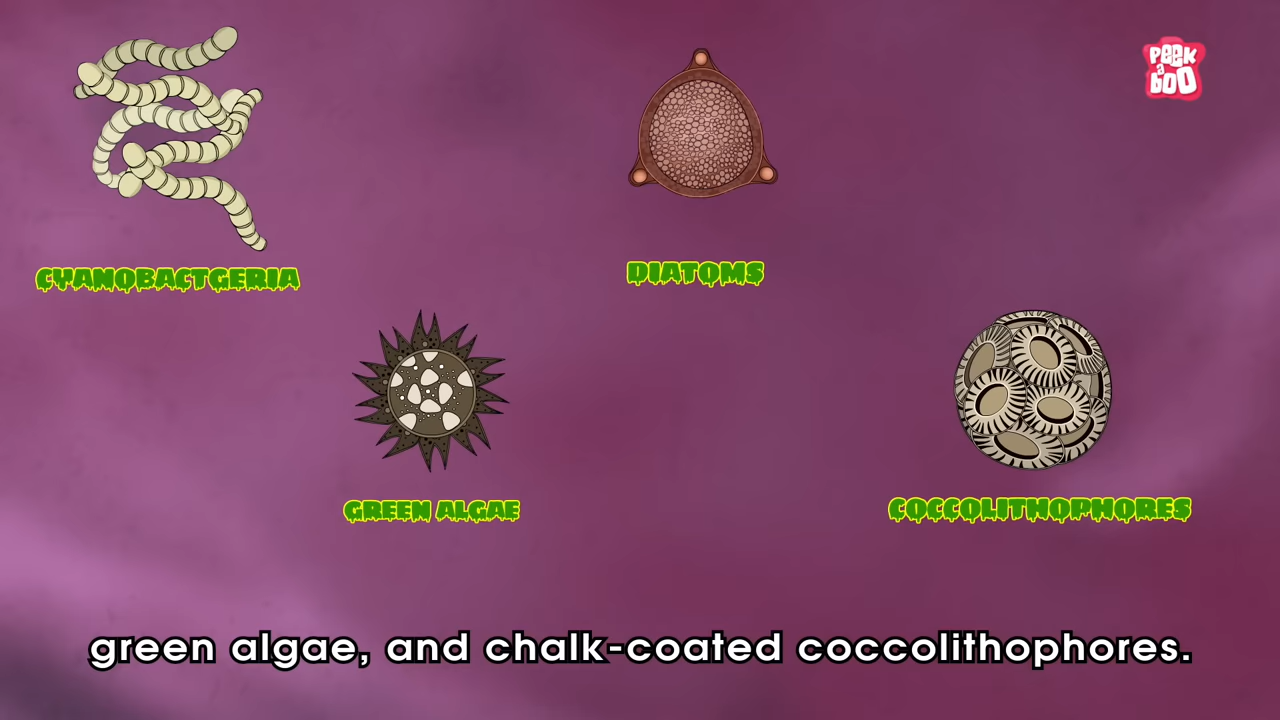 Peek
a
boo
CYANOBACTGERIA
DIATOMS
GREEN ALGAE
COCCOLITHOPHORES
green algae, and chalk-coated coccolithophores.